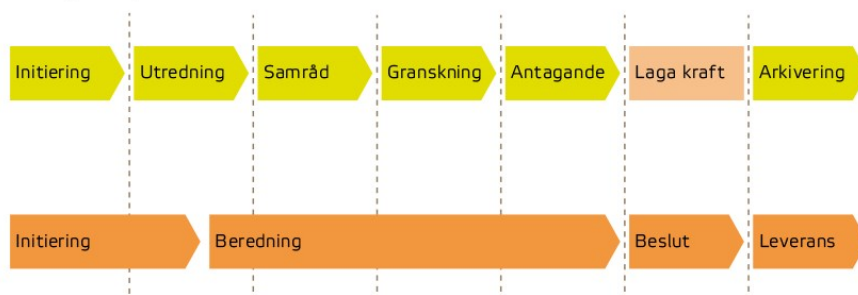 Initiering
Utredning
Samråd
Granskning
Antagande
Laga kraft
Arkivering
Initiering
Beredning
Beslut
Leverans